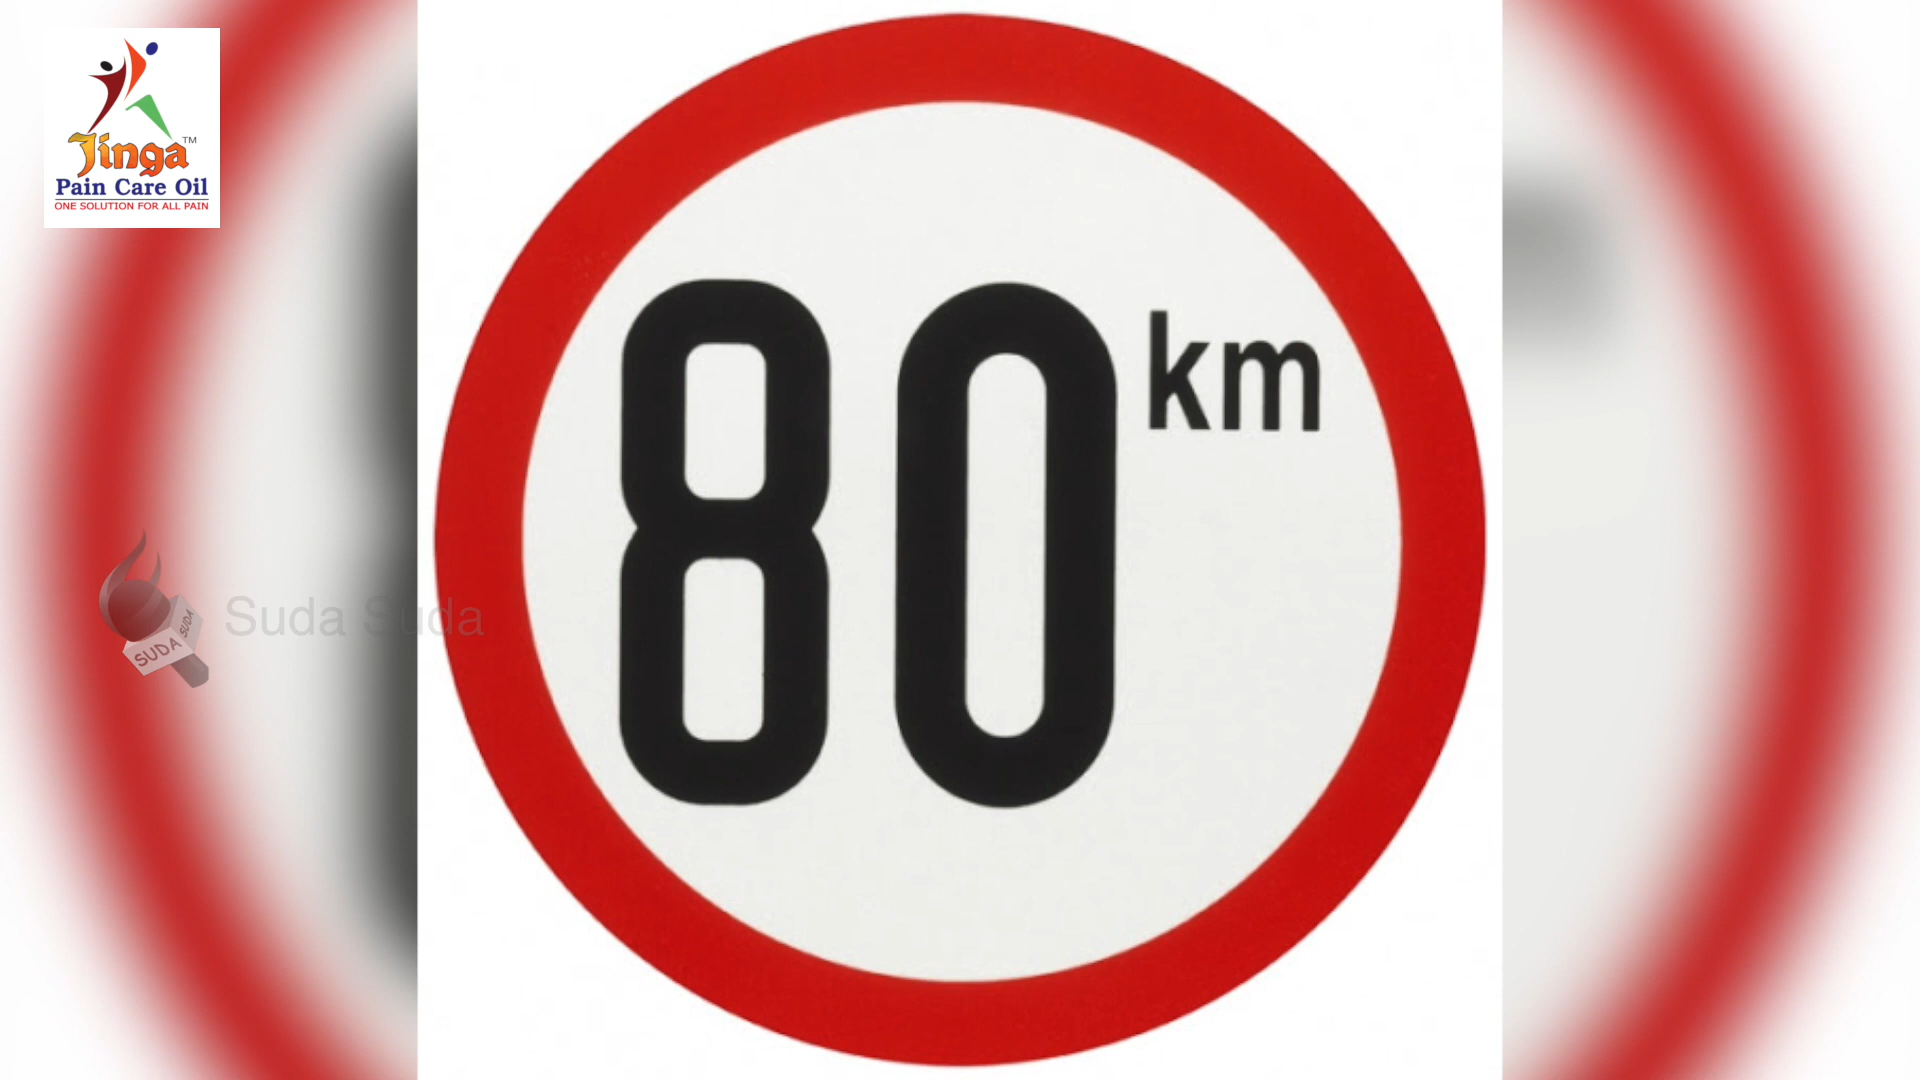 Jinga™
Pain Care Oil
ONE SOLUTION FOR ALL PAIN
80 km
Suda Suda
SUDA
SUDA